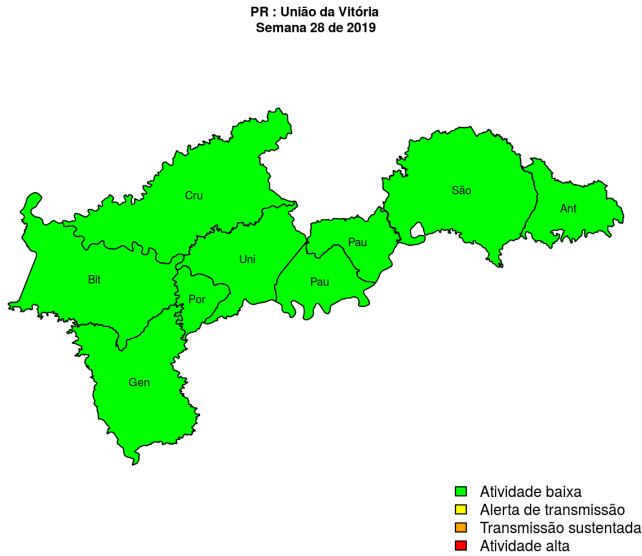 PR : União da Vitória
Semana 28 de 2019
Cru
São
Ant
Pau
Uni
Bit
Pau
Por
Gen
Atividade baixa
Alerta de transmissão
Transmissão sustentada
Atividade alta